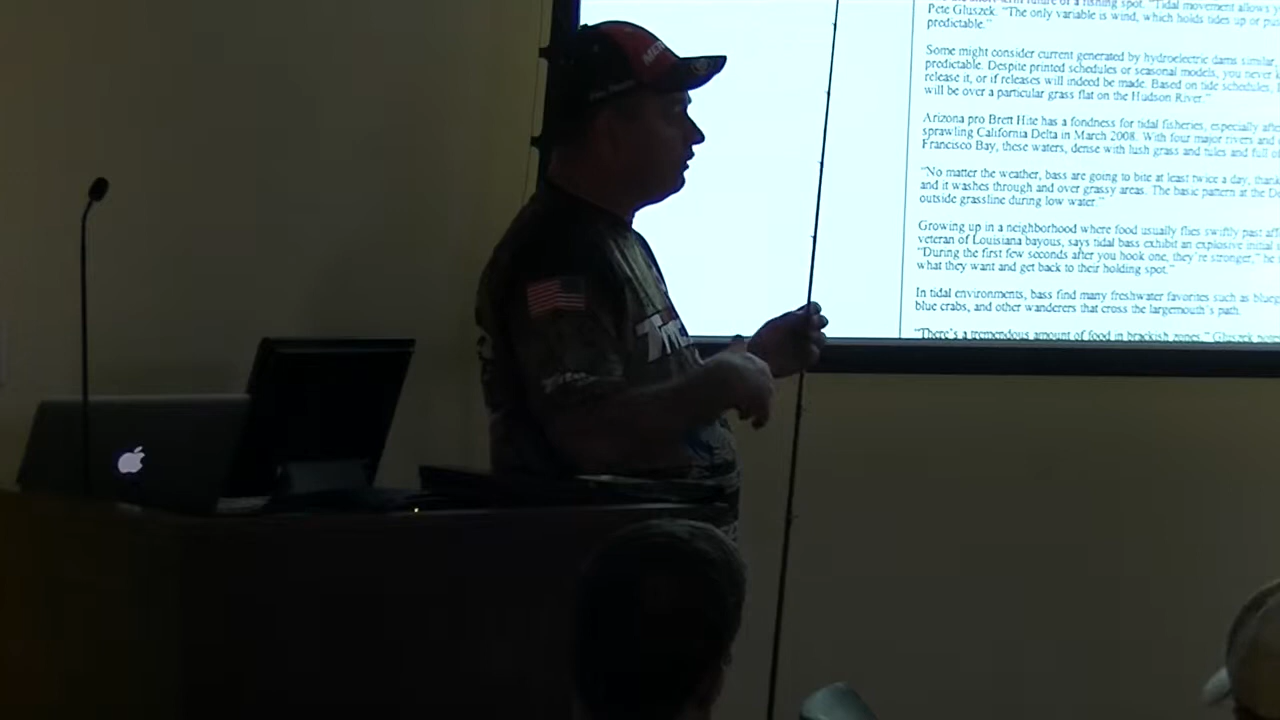 future of a fishing spot. "Tidal movement allows
Pete Gluszek. "The only variable is wind, which holds tides up or
predictable."
Some might consider current generated by hydroelectric dams similar,
predictable. Despite printed schedules or seasonal models, you never
release it, or if releases will indeed be made. Based on tide schedules,
will be over a particular grass flat on the Hudson River."
Arizona pro Brett Hite has a fondness for tidal fisheries, especially
sprawling California Delta in March 2008. With four major rivers and
Francisco Bay, these waters, dense with lush grass and tules and full
"No matter the weather, bass are going to bite at least twice a day,
and it washes through and over grassy areas. The basic pattern at the
outside grassline during low water."
Growing up in a neighborhood where food usually flies swiftly past
veteran of Louisiana bayous, says tidal bass exhibit an explosive initial
"During the first few seconds after you hook one, they're stronger," he
what they want and get back to their holding spot."
In tidal environments, bass find many freshwater favorites such as
blue crabs, and other wanderers that cross the largemouth's path.
"There's a tremendous amount of food in brackish zones," Gluszek